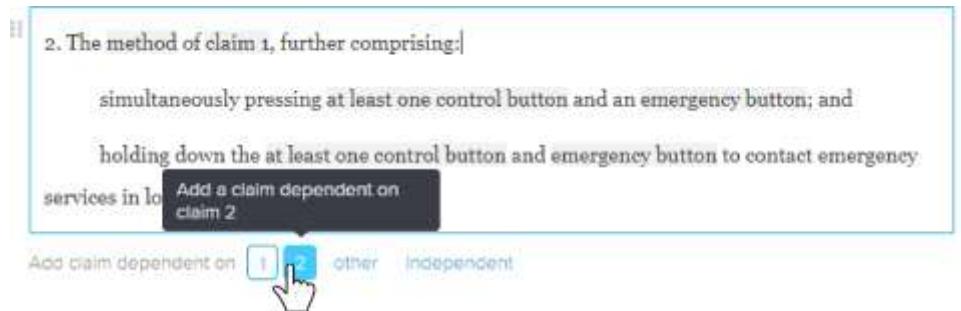 2. The method of claim 1, further comprising:
simultaneously pressing at least one control button and an emergency button; and
holding down the at least one control button and emergency button to contact emergency
services in lo
Add a claim dependent on
claim 2
Add claim dependent on 1 2 other Independent